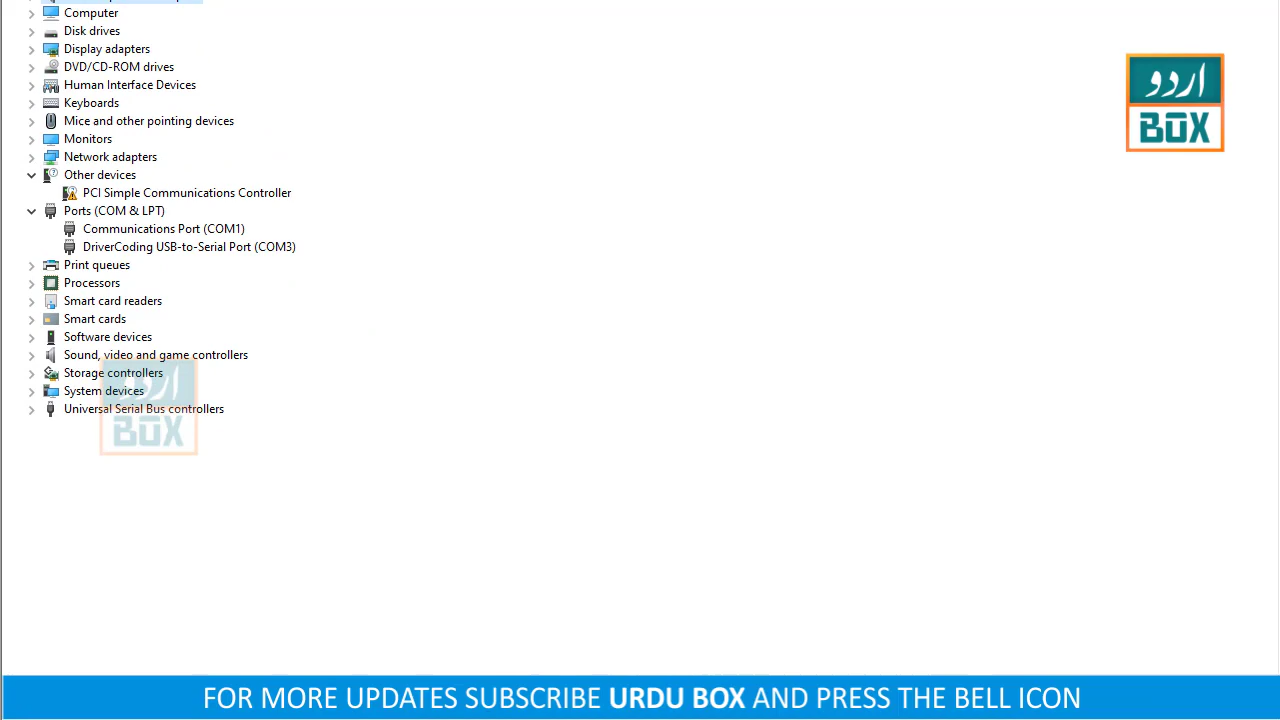 Computer
Disk drives
Display adapters
DVD/CD-ROM drives
Human Interface Devices
Keyboards
Mice and other pointing devices
Monitors
Network adapters
Other devices
PCI Simple Communications Controller
Ports (COM & LPT)
Communications Port (COM1)
DriverCoding USB-to-Serial Port (COM3)
Print queues
Processors
Smart card readers
Smart cards
Software devices
Sound, video and game controllers
Storage controllers
System devices
Universal Serial Bus controllers
اردو
BOX
اردو
BOX
FOR MORE UPDATES SUBSCRIBE URDU BOX AND PRESS THE BELL ICON